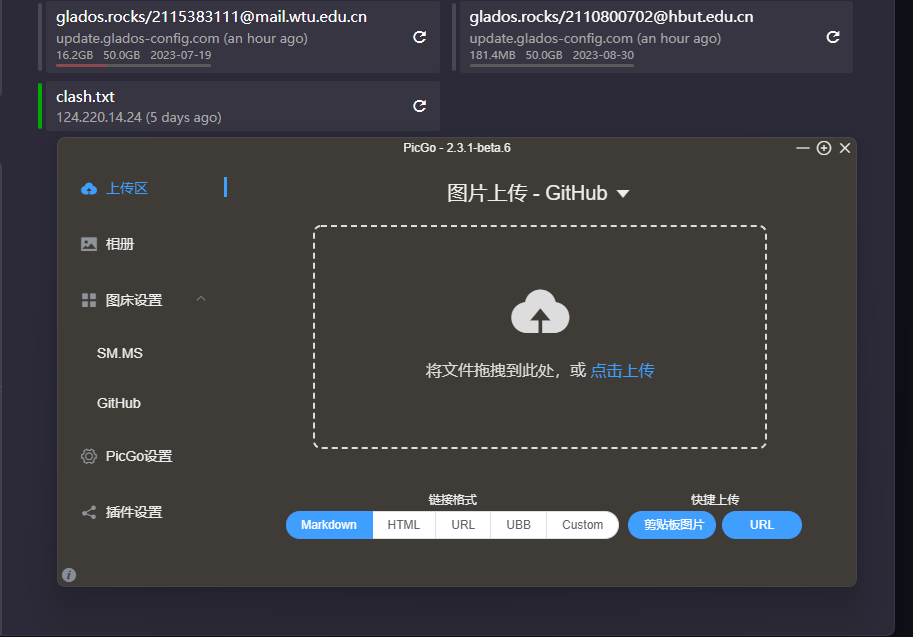 glados.rocks/2115383111@mail.wtu.edu.cn
update.glados-config.com (an hour ago)
16.2GB 50.0GB 2023-07-19
glados.rocks/2110800702@hbut.edu.cn
update.glados-config.com (an hour ago)
181.4MB 50.0GB 2023-08-30
clash.txt
124.220.14.24 (5 days ago)
PicGo - 2.3.1-beta.6
上传区
相册
图床设置
SM.MS
GitHub
PicGo设置
插件设置
图片上传 - GitHub
将文件拖拽到此处，或 点击上传
链接格式
Markdown HTML URL UBB Custom
快捷上传
剪贴板图片 URL